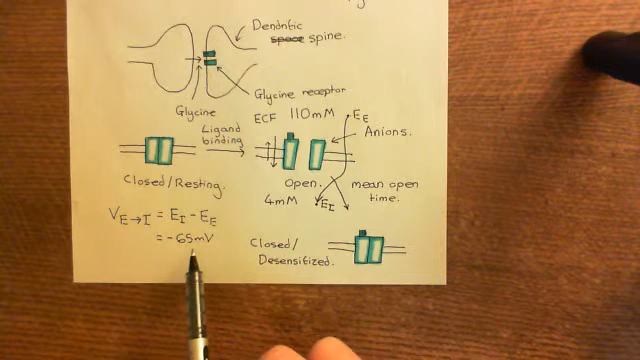 Dendritic
space spine.
Glycine
Glycine receptor
ECF 110mM E_E
Anions.
Ligand
binding
Closed/Resting.
Open.
mean open
time.
4mM E_I
V_E→I = E_I - E_E
= -65mV
Closed/
Desensitized.